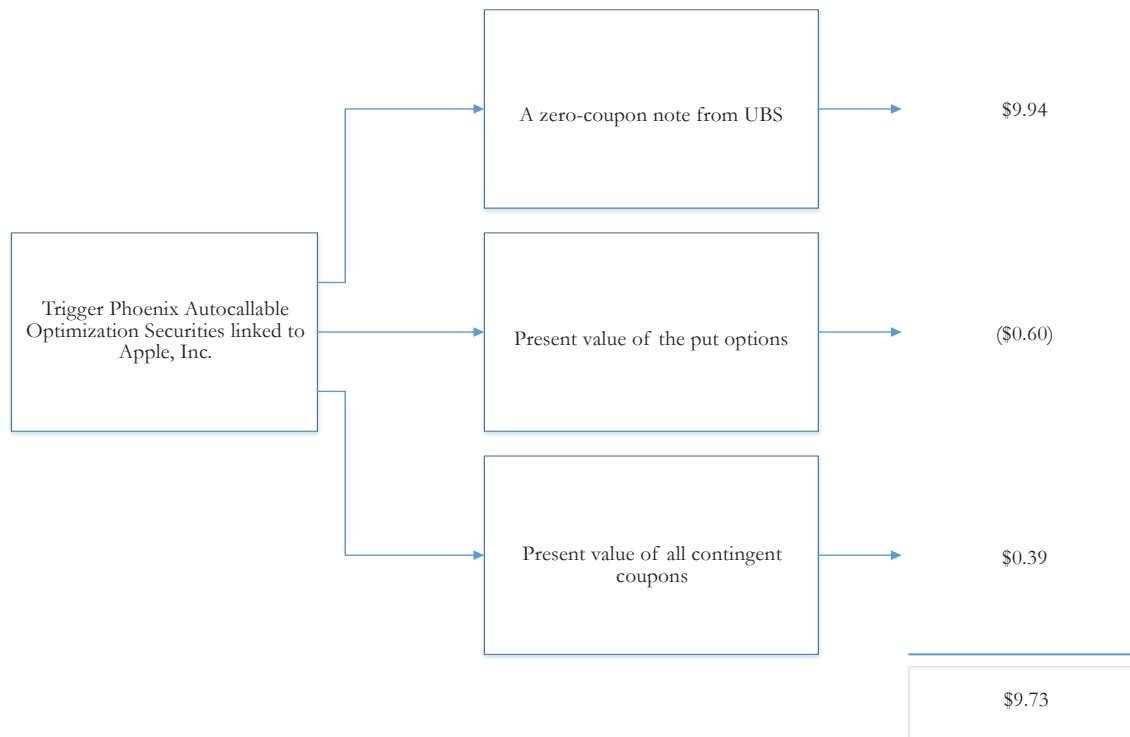 A zero-coupon note from UBS
$9.94
Trigger Phoenix Autocallable
Optimization Securities linked to
Apple, Inc.
Present value of the put options
($0.60)
Present value of all contingent
coupons
$0.39
$9.73